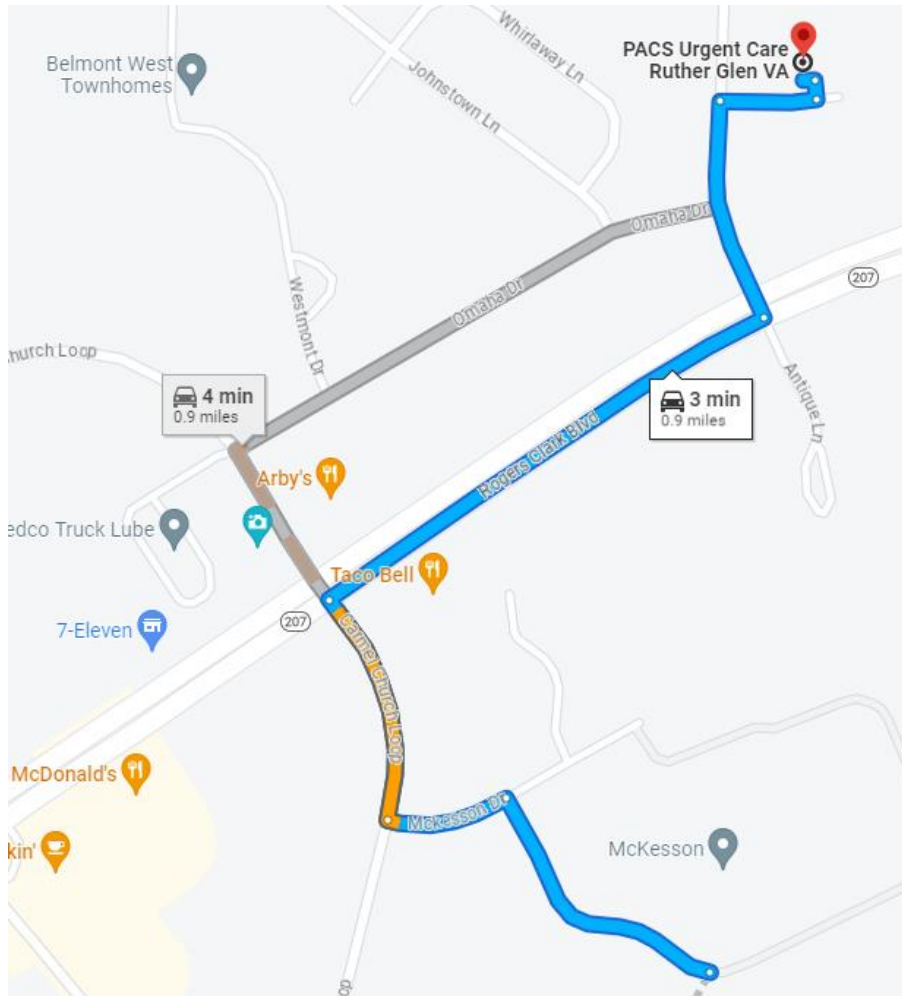 Whirlaway Ln
PACS Urgent Care
Ruther Glen VA
Belmont West
Townhomes
Johnstown Ln
Omaha Dr
207
Westmont Dr
Omaha Dr
hurch Loop
4 min
0.9 miles
3 min
0.9 miles
Antique Ln
Rogers Clark Blvd
Arby's
edco Truck Lube
Taco Bell
7-Eleven
207
Carmel Church Loop
McDonald's
Mckesson Dr
kin'
McKesson
op